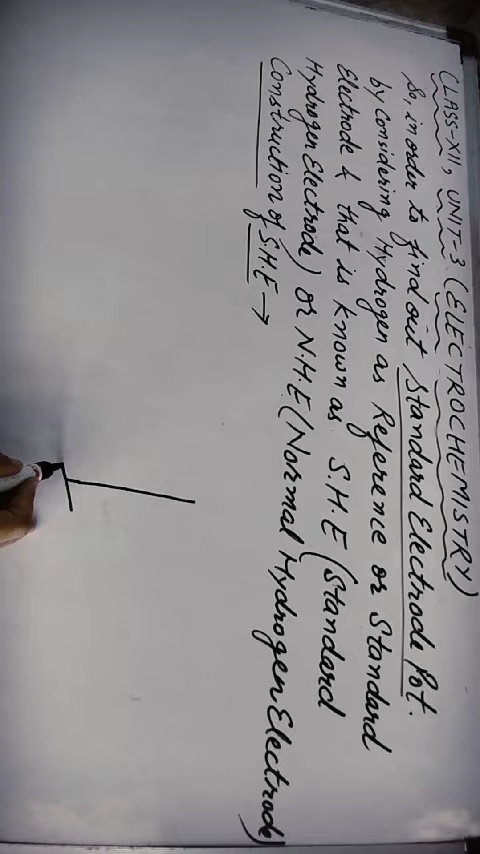 CLASS-XII, UNIT-3 (ELECTROCHEMISTRY)
So, in order to find out Standard Electrode Pot.
by Considering Hydrogen as Reference or Standard
Electrode & that is known as S.H.E (Standard
Hydrogen Electrode) or N.H.E (Normal Hydrogen Electrode)
Construction of S.H.E →